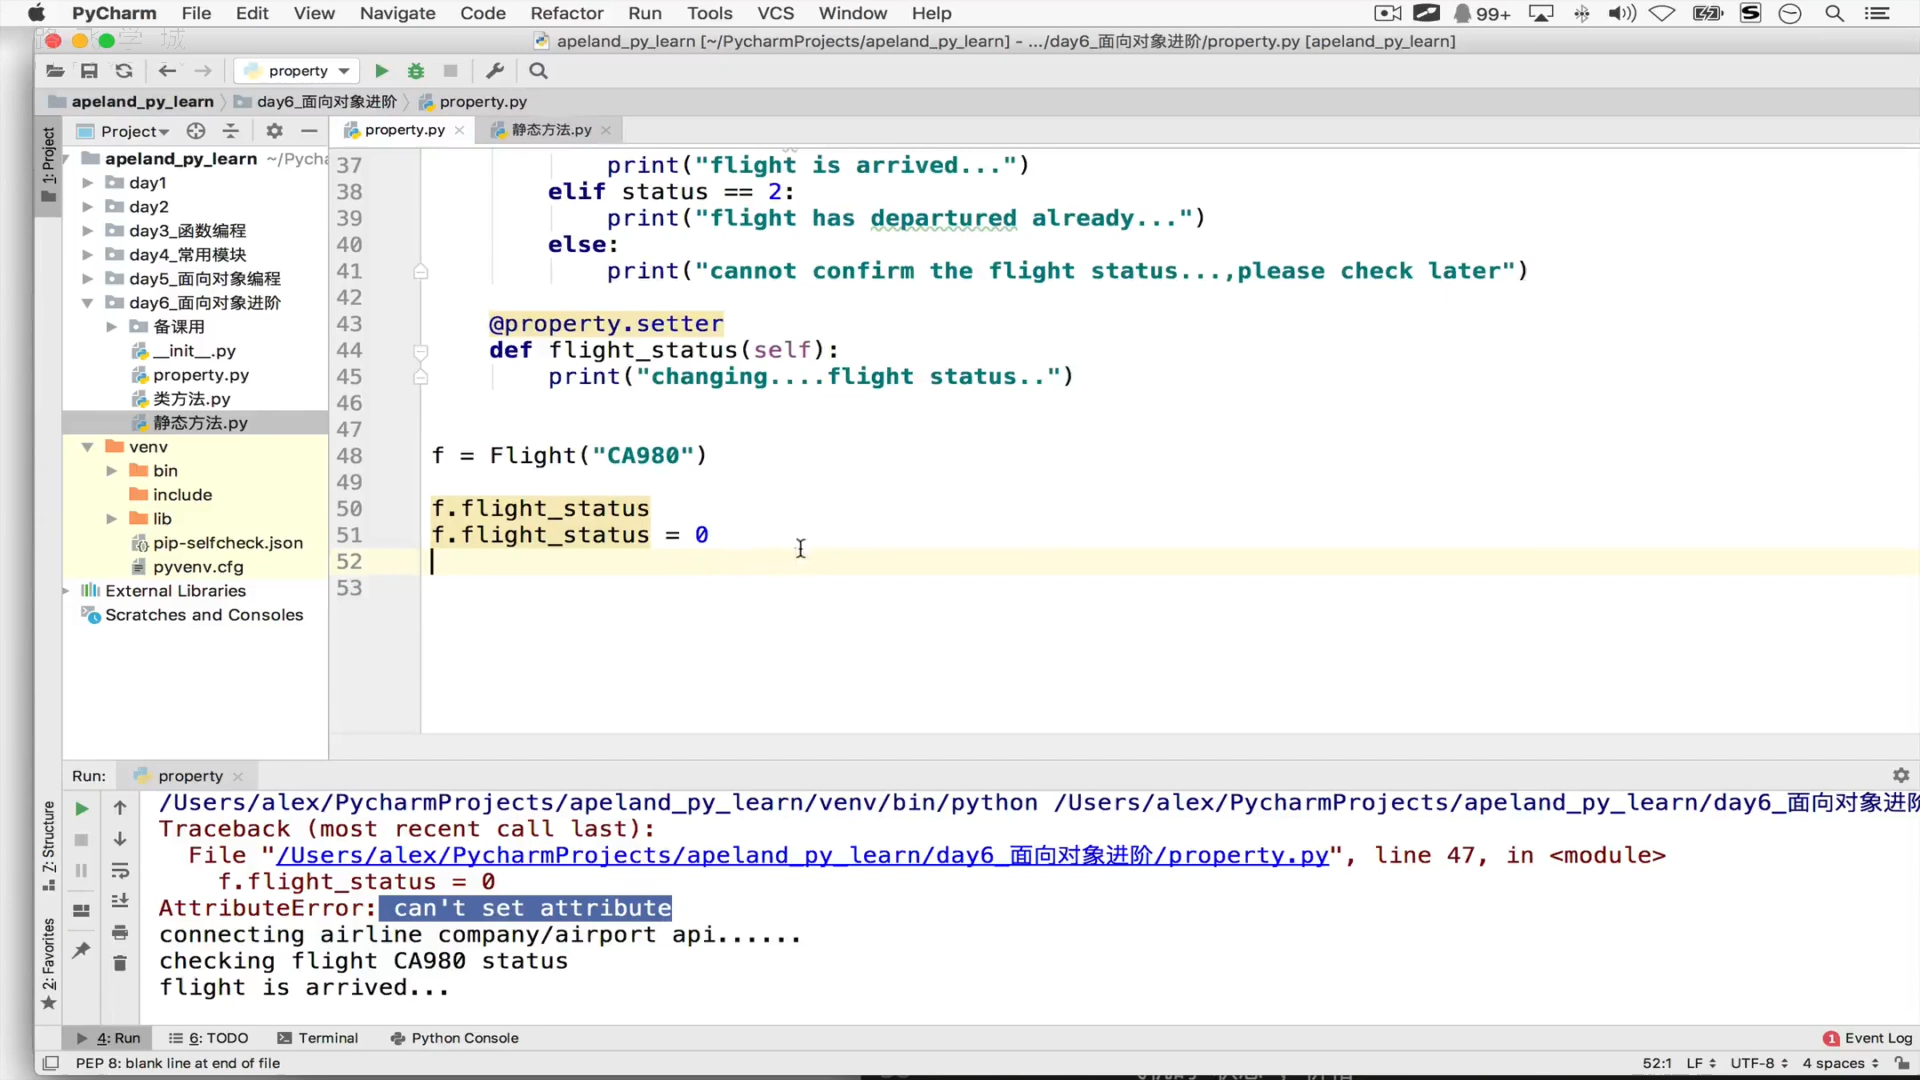 PyCharm File Edit View Navigate Code Refactor Run Tools VCS Window Help 99+
apeland_py_learn [~/PycharmProjects/apeland_py_learn] - .../day6_面向对象进阶/property.py [apeland_py_learn]
property
apeland_py_learn day6_面向对象进阶 property.py
1: Project
Project
property.py
静态方法.py
apeland_py_learn ~/Pycha
day1
day2
day3_函数编程
day4_常用模块
day5_面向对象编程
day6_面向对象进阶
备课用
__init__.py
property.py
类方法.py
静态方法.py
venv
bin
include
lib
pip-selfcheck.json
pyvenv.cfg
External Libraries
Scratches and Consoles
37 print("flight is arrived...")
38 elif status == 2:
39 print("flight has departured already...")
40 else:
41 print("cannot confirm the flight status...,please check later")
42
43 @property.setter
44 def flight_status(self):
45 print("changing....flight status..")
46
47
48 f = Flight("CA980")
49
50 f.flight_status
51 f.flight_status = 0
52
53
Run: property
/Users/alex/PycharmProjects/apeland_py_learn/venv/bin/python /Users/alex/PycharmProjects/apeland_py_learn/day6_面向对象进阶
Traceback (most recent call last):
File "/Users/alex/PycharmProjects/apeland_py_learn/day6_面向对象进阶/property.py", line 47, in <module>
f.flight_status = 0
AttributeError: can't set attribute
connecting airline company/airport api......
checking flight CA980 status
flight is arrived...
7: Structure
2: Favorites
4: Run 6: TODO Terminal Python Console 1 Event Log
PEP 8: blank line at end of file 52:1 LF UTF-8 4 spaces